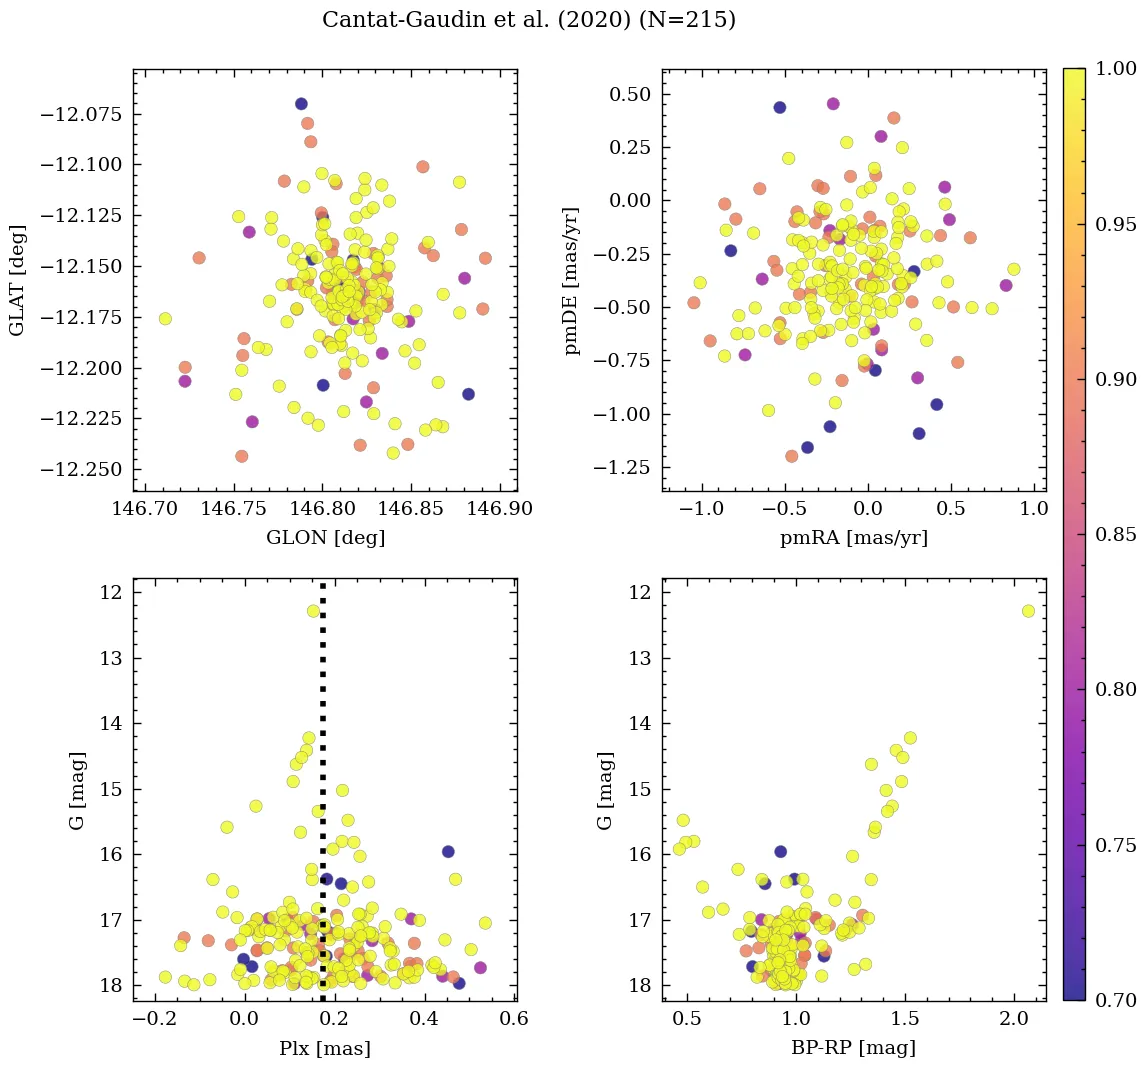 Cantat-Gaudin et al. (2020) (N=215)
−12.075
−12.100
−12.125
−12.150
−12.175
−12.200
−12.225
−12.250
GLAT [deg]
146.70 146.75 146.80 146.85 146.90
GLON [deg]
0.50
0.25
0.00
−0.25
−0.50
−0.75
−1.00
−1.25
pmDE [mas/yr]
−1.0 −0.5 0.0 0.5 1.0
pmRA [mas/yr]
12
13
14
15
16
17
18
G [mag]
−0.2 0.0 0.2 0.4 0.6
Plx [mas]
12
13
14
15
16
17
18
G [mag]
0.5 1.0 1.5 2.0
BP-RP [mag]
1.00
0.95
0.90
0.85
0.80
0.75
0.70